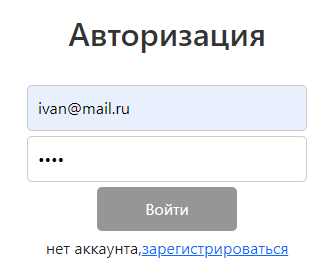 Авторизация
ivan@mail.ru
••••
Войти
нет аккаунта,зарегистрироваться